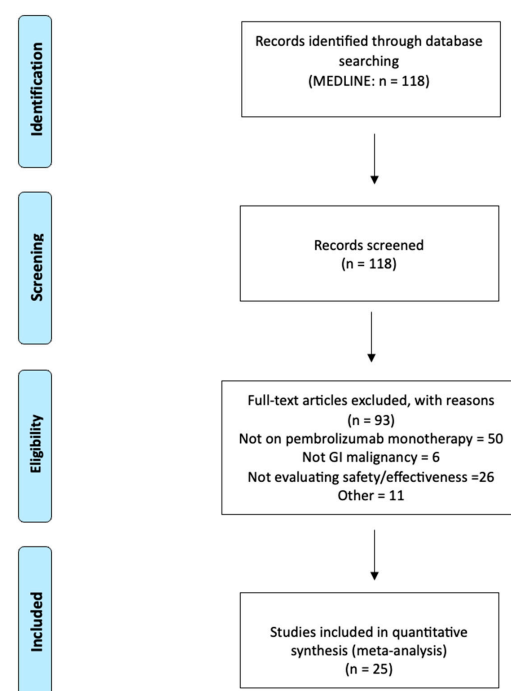 Identification
Records identified through database
searching
(MEDLINE: n = 118)
Screening
Records screened
(n = 118)
Eligibility
Full-text articles excluded, with reasons
(n = 93)
Not on pembrolizumab monotherapy = 50
Not GI malignancy = 6
Not evaluating safety/effectiveness =26
Other = 11
Included
Studies included in quantitative
synthesis (meta-analysis)
(n = 25)